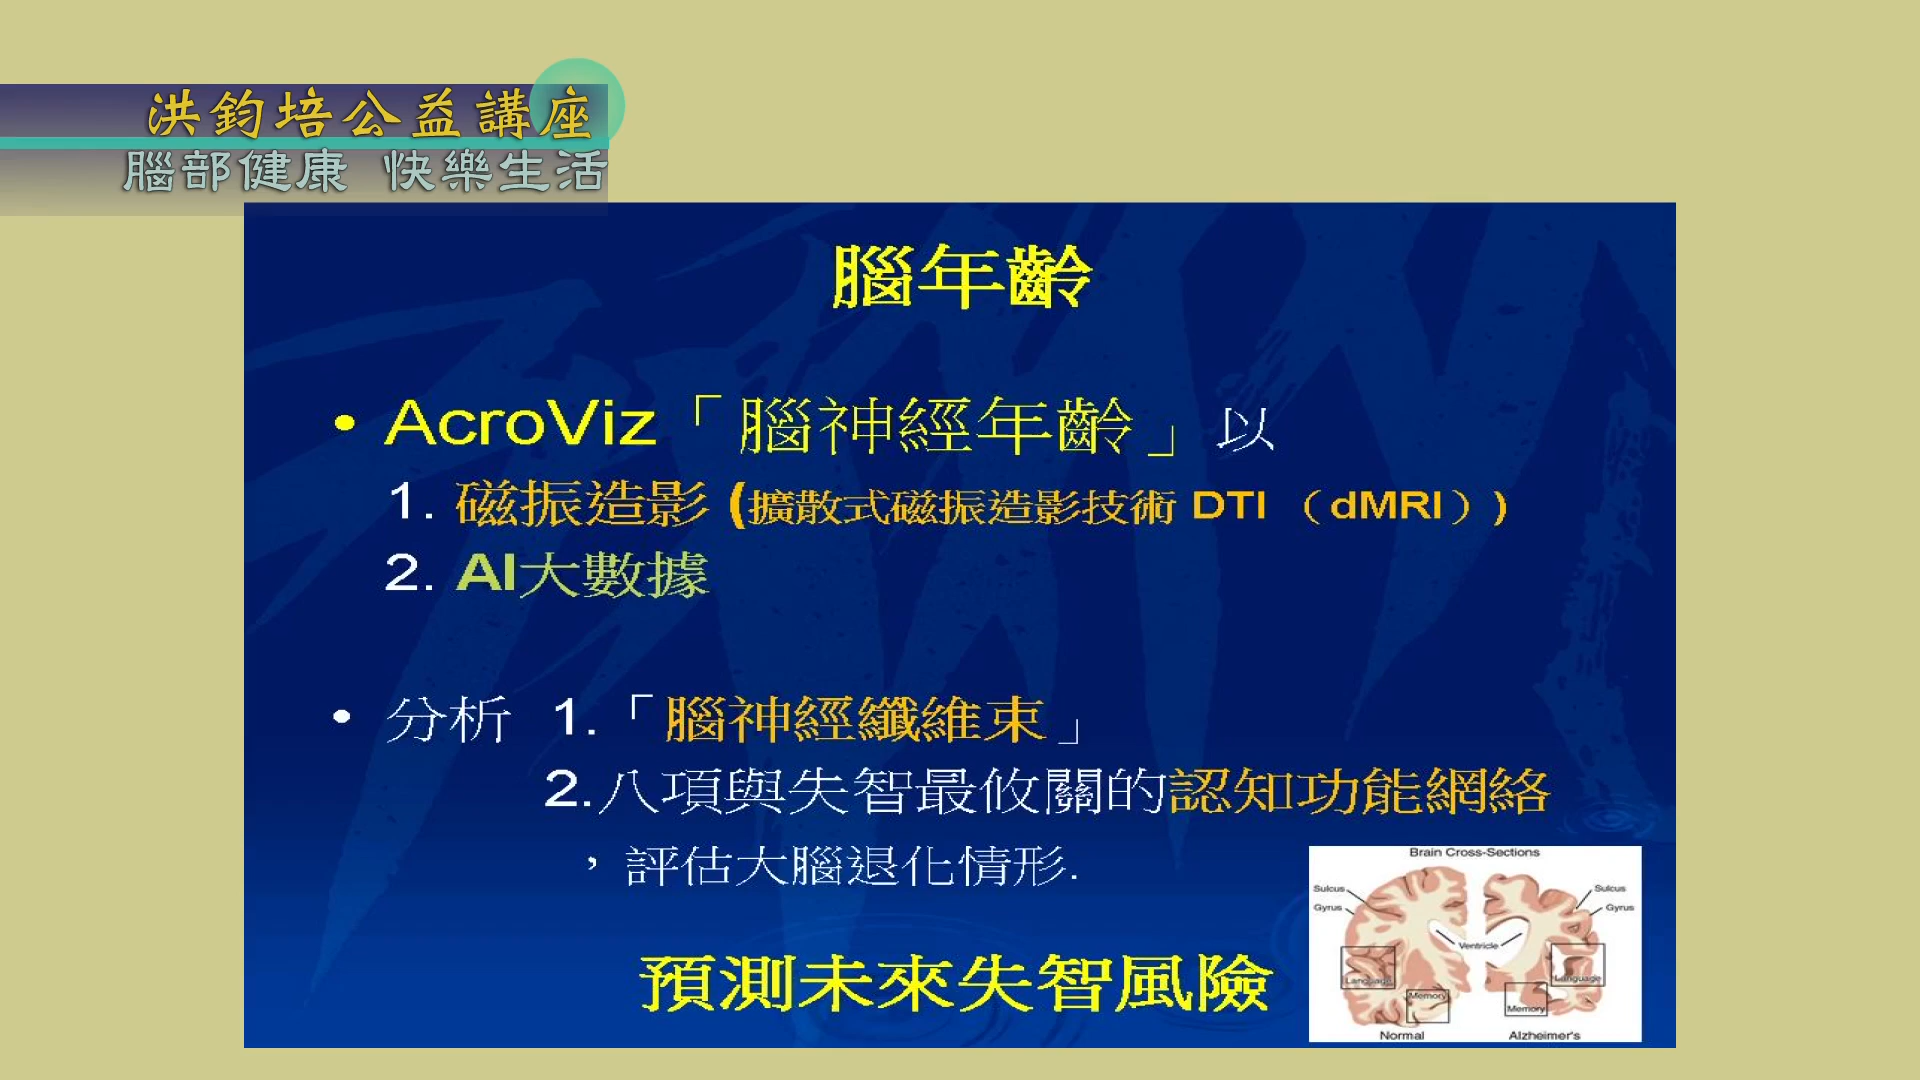 洪鈞培公益講座
腦部健康 快樂生活
腦年齡
• AcroViz「腦神經年齡」以
1. 磁振造影 (擴散式磁振造影技術 DTI （dMRI）)
2. AI大數據
• 分析 1.「腦神經纖維束」
2.八項與失智最攸關的認知功能網絡
，評估大腦退化情形.
預測未來失智風險
Brain Cross-Sections
Sulcus
Sulcus
Gyrus
Gyrus
Ventricle
Language
Language
Memory
Memory
Normal
Alzheimer's